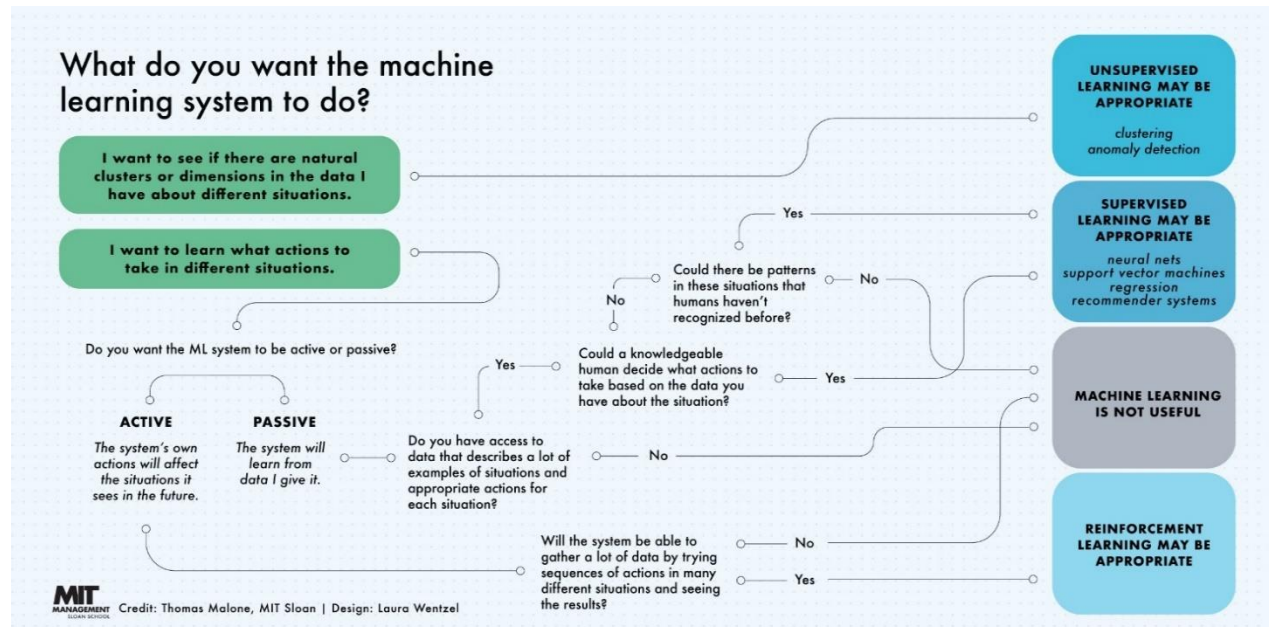 What do you want the machine
learning system to do?
I want to see if there are natural
clusters or dimensions in the data I
have about different situations.
I want to learn what actions to
take in different situations.
Do you want the ML system to be active or passive?
ACTIVE
The system's own
actions will affect
the situations it
sees in the future.
PASSIVE
The system will
learn from
data I give it.
Do you have access to
data that describes a lot of
examples of situations and
appropriate actions for
each situation?
Yes
No
Could a knowledgeable
human decide what actions to
take based on the data you
have about the situation?
No
Yes
Could there be patterns
in these situations that
humans haven't
recognized before?
Yes
No
Will the system be able to
gather a lot of data by trying
sequences of actions in many
different situations and seeing
the results?
No
Yes
UNSUPERVISED
LEARNING MAY BE
APPROPRIATE
clustering
anomaly detection
SUPERVISED
LEARNING MAY BE
APPROPRIATE
neural nets
support vector machines
regression
recommender systems
MACHINE LEARNING
IS NOT USEFUL
REINFORCEMENT
LEARNING MAY BE
APPROPRIATE
MIT
MANAGEMENT
SLOAN SCHOOL
Credit: Thomas Malone, MIT Sloan | Design: Laura Wentzel